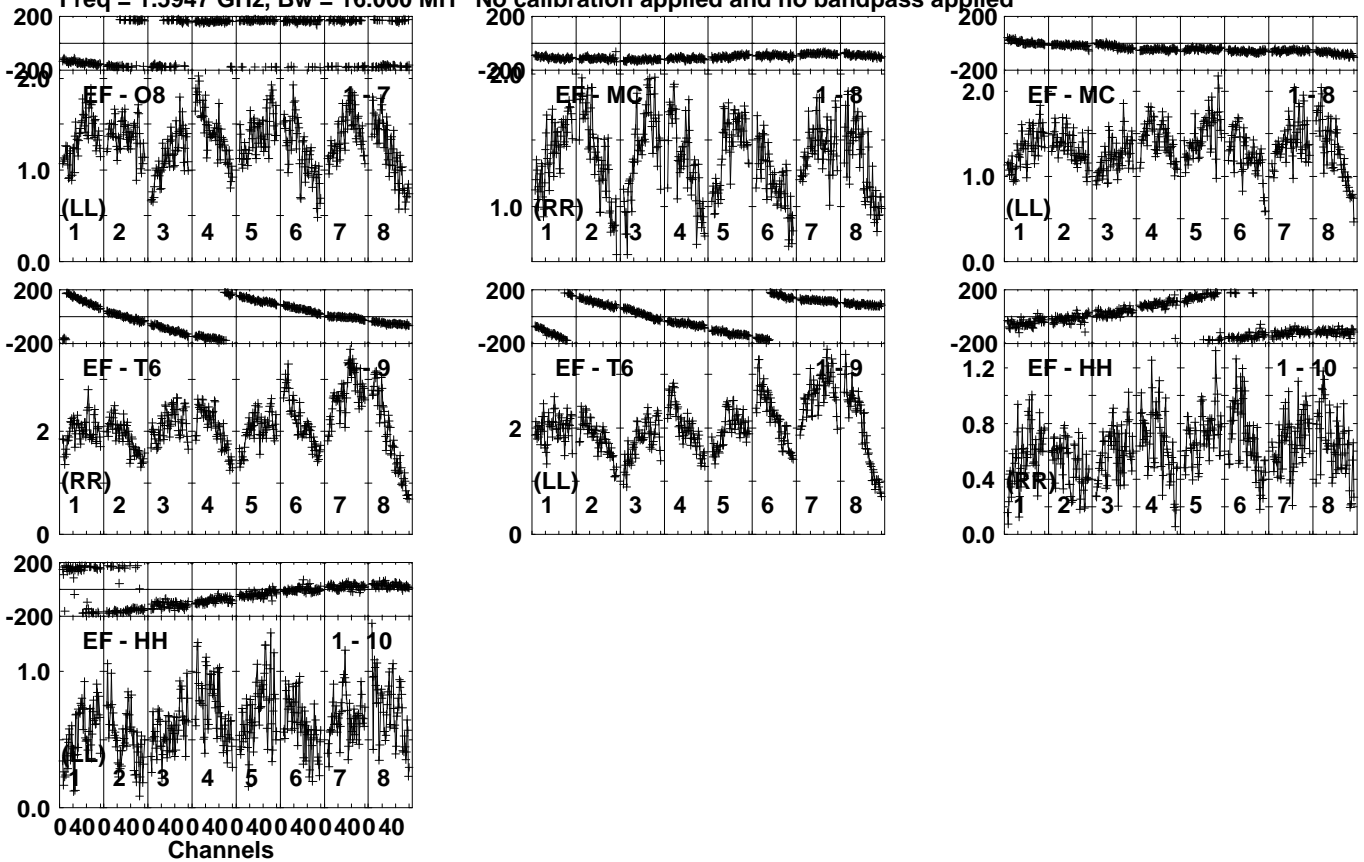 Freq = 1.5947 GHz, Bw = 16.000 MH No calibration applied and no bandpass applied
200 200 200
-200 -200 -200
2.0 2.0 2.0
EF - O8 1 - 7 EF - MC 1 - 8 EF - MC 1 - 8
1.0 1.0 1.0
(LL) (RR) (LL)
1 2 3 4 5 6 7 8 1 2 3 4 5 6 7 8 1 2 3 4 5 6 7 8
0.0 0.0
200 200 200
-200 -200 -200
EF - T6 1 - 9 EF - T6 1 - 9 EF - HH 1 - 10
1.2
2 2 0.8
(RR) (LL) 0.4 (RR)
1 2 3 4 5 6 7 8 1 2 3 4 5 6 7 8 1 2 3 4 5 6 7 8
0 0 0.0
200
-200
EF - HH 1 - 10
1.0
(LL)
1 2 3 4 5 6 7 8
0.0
0 40 0 40 0 40 0 40 0 40 0 40 0 40 0 40
Channels